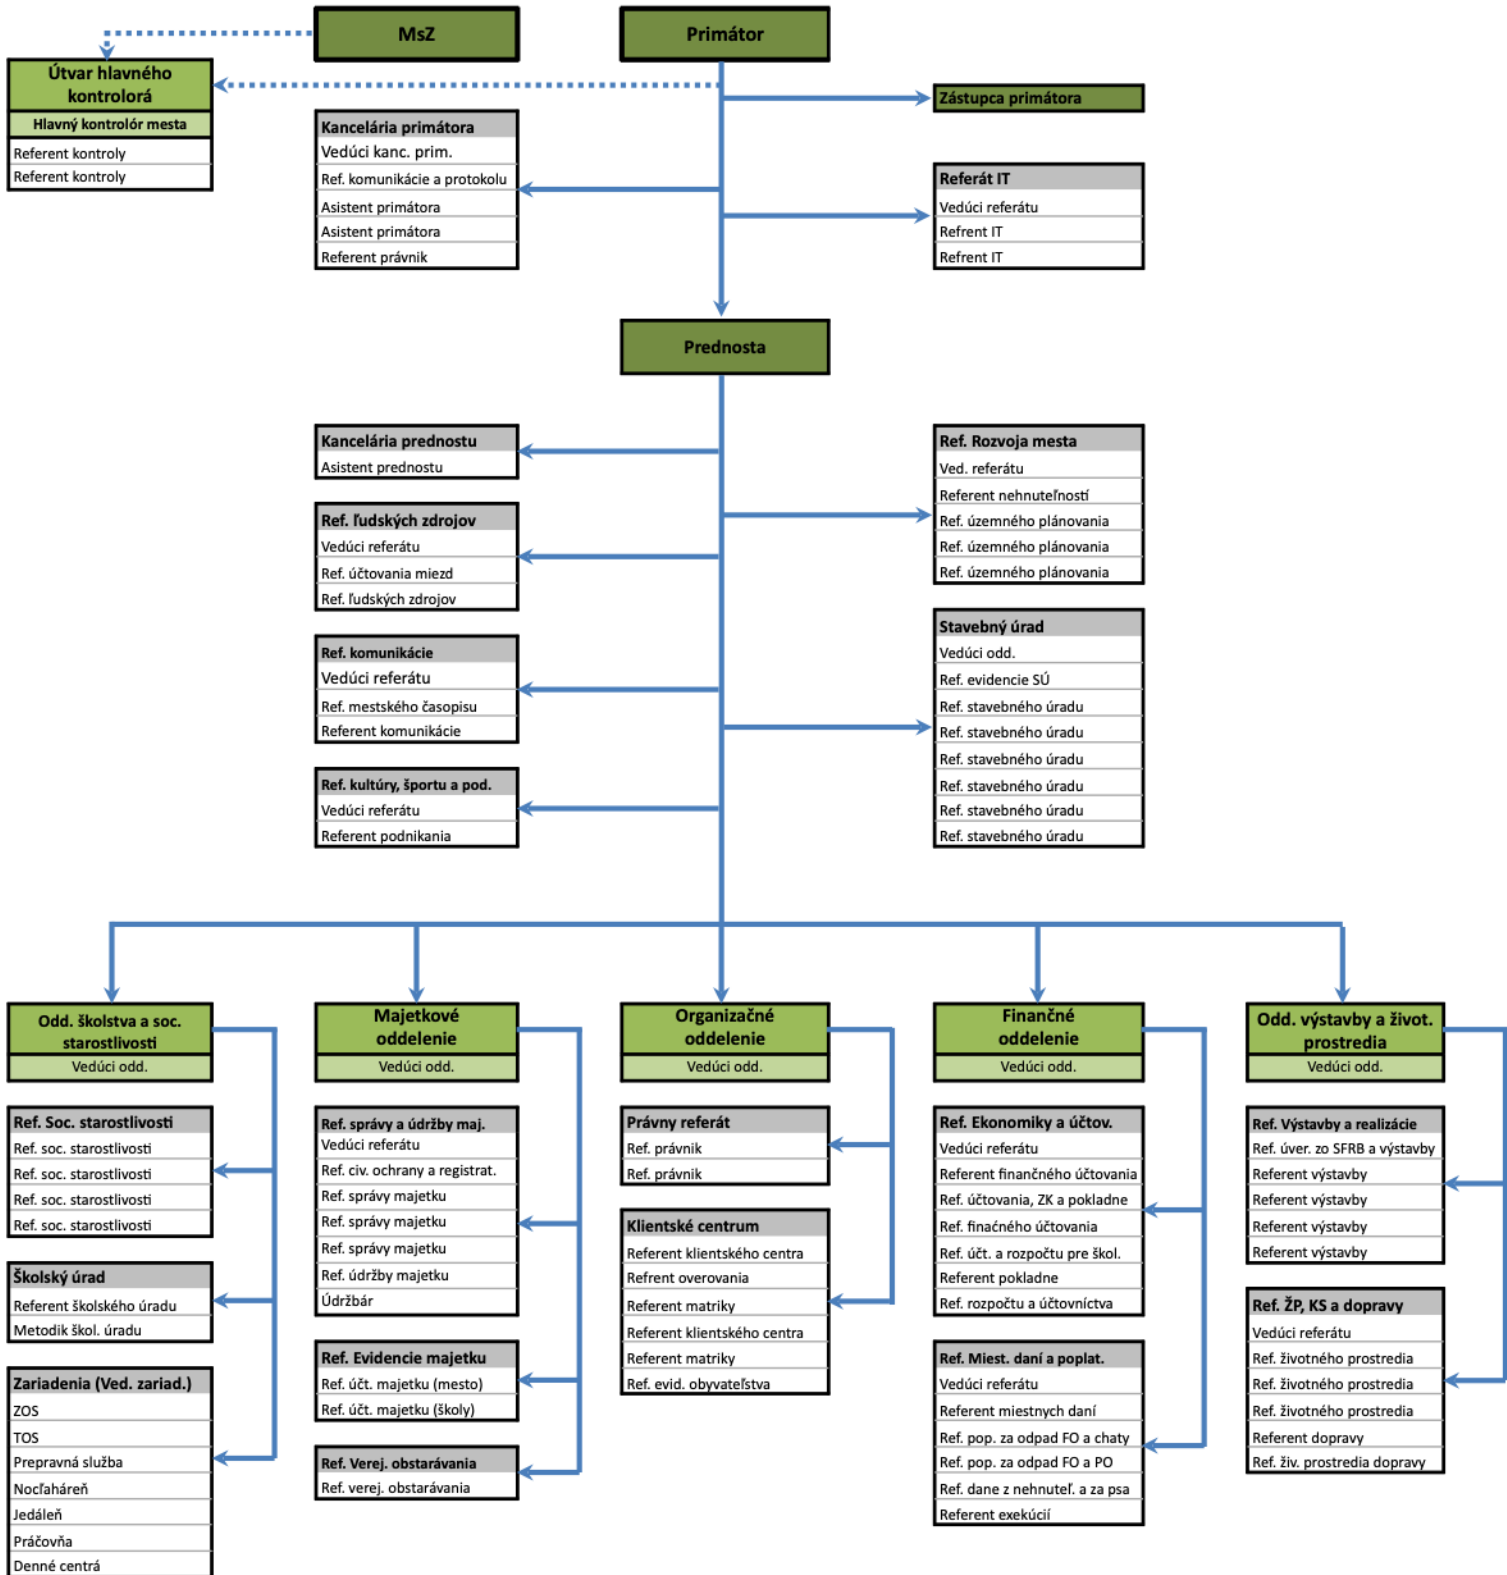 MsZ
Primátor
Útvar hlavného
kontrolorá
Hlavný kontrolór mesta
Referent kontroly
Referent kontroly
Zástupca primátora
Kancelária primátora
Vedúci kanc. prim.
Ref. komunikácie a protokolu
Asistent primátora
Asistent primátora
Referent právnik
Referát IT
Vedúci referátu
Refrent IT
Refrent IT
Prednosta
Kancelária prednostu
Asistent prednostu
Ref. ľudských zdrojov
Vedúci referátu
Ref. účtovania miezd
Ref. ľudských zdrojov
Ref. komunikácie
Vedúci referátu
Ref. mestského časopisu
Referent komunikácie
Ref. kultúry, športu a pod.
Vedúci referátu
Referent podnikania
Ref. Rozvoja mesta
Ved. referátu
Referent nehnuteľností
Ref. územného plánovania
Ref. územného plánovania
Ref. územného plánovania
Stavebný úrad
Vedúci odd.
Ref. evidencie SÚ
Ref. stavebného úradu
Ref. stavebného úradu
Ref. stavebného úradu
Ref. stavebného úradu
Ref. stavebného úradu
Ref. stavebného úradu
Odd. školstva a soc.
starostlivosti
Vedúci odd.
Ref. Soc. starostlivosti
Ref. soc. starostlivosti
Ref. soc. starostlivosti
Ref. soc. starostlivosti
Ref. soc. starostlivosti
Školský úrad
Referent školského úradu
Metodik škol. úradu
Zariadenia (Ved. zariad.)
ZOS
TOS
Prepravná služba
Nocľaháreň
Jedáleň
Práčovňa
Denné centrá
Majetkové
oddelenie
Vedúci odd.
Ref. správy a údržby maj.
Vedúci referátu
Ref. civ. ochrany a registrat.
Ref. správy majetku
Ref. správy majetku
Ref. správy majetku
Ref. údržby majetku
Údržbár
Ref. Evidencie majetku
Ref. účt. majetku (mesto)
Ref. účt. majetku (školy)
Ref. Verej. obstarávania
Ref. verej. obstarávania
Organizačné
oddelenie
Vedúci odd.
Právny referát
Ref. právnik
Ref. právnik
Klientské centrum
Referent klientského centra
Refrent overovania
Referent matriky
Referent klientského centra
Referent matriky
Ref. evid. obyvateľstva
Finančné
oddelenie
Vedúci odd.
Ref. Ekonomiky a účtov.
Vedúci referátu
Referent finančného účtovania
Ref. účtovania, ZK a pokladne
Ref. finaćného účtovania
Ref. účt. a rozpočtu pre škol.
Referent pokladne
Ref. rozpočtu a účtovníctva
Ref. Miest. daní a poplat.
Vedúci referátu
Referent miestnych daní
Ref. pop. za odpad FO a chaty
Ref. pop. za odpad FO a PO
Ref. dane z nehnuteľ. a za psa
Referent exekúcií
Odd. výstavby a život.
prostredia
Vedúci odd.
Ref. Výstavby a realizácie
Ref. úver. zo SFRB a výstavby
Referent výstavby
Referent výstavby
Referent výstavby
Referent výstavby
Ref. ŽP, KS a dopravy
Vedúci referátu
Ref. životného prostredia
Ref. životného prostredia
Ref. životného prostredia
Referent dopravy
Ref. živ. prostredia dopravy